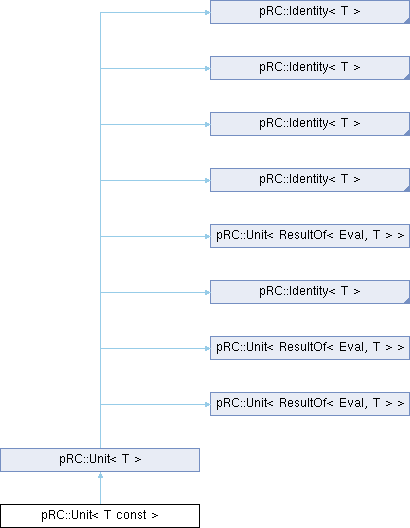 pRC::Identity< T >
pRC::Identity< T >
pRC::Identity< T >
pRC::Identity< T >
pRC::Unit< ResultOf< Eval, T > >
pRC::Identity< T >
pRC::Unit< ResultOf< Eval, T > >
pRC::Unit< ResultOf< Eval, T > >
pRC::Unit< T >
pRC::Unit< T const >